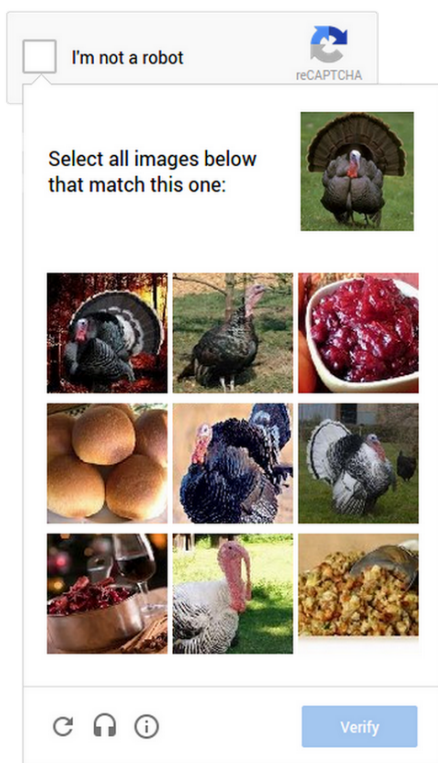 I'm not a robot
reCAPTCHA
Select all images below
that match this one:
Verify